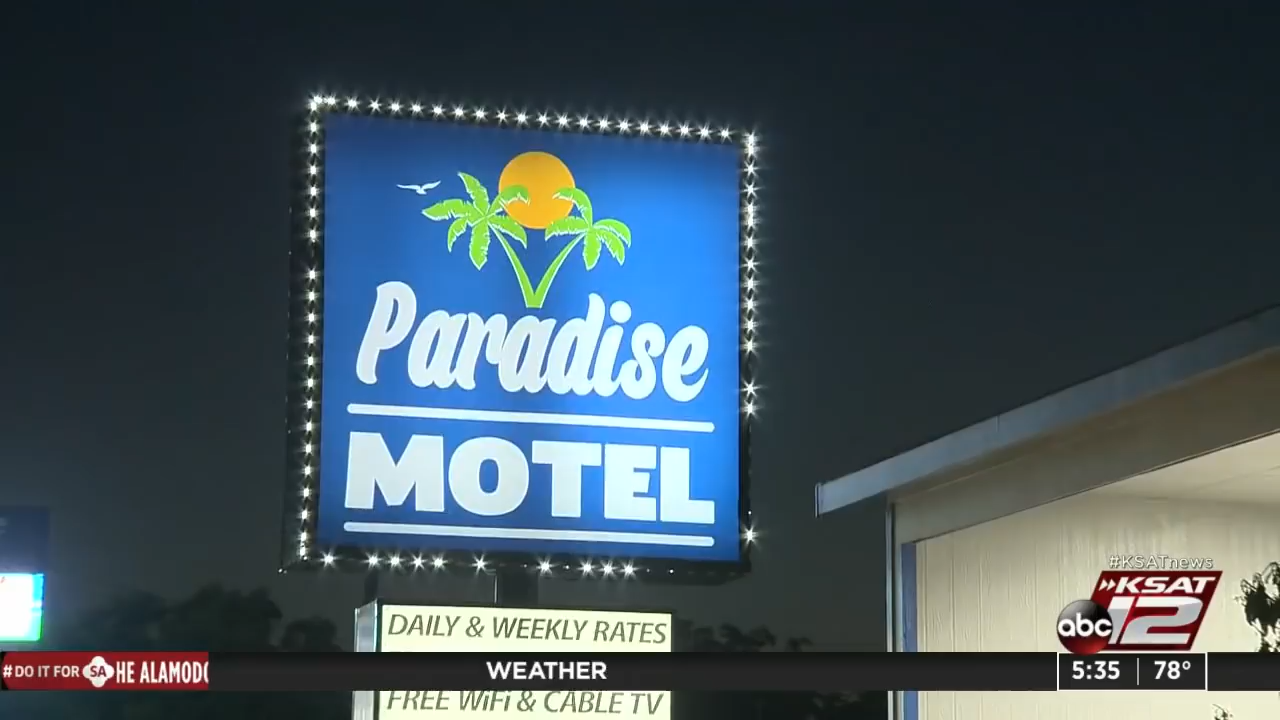 Paradise
MOTEL
DAILY & WEEKLY RATES
FREE WiFi & CABLE TV
#KSATnews
KSAT
abc 12
#DO IT FOR SA HE ALAMODO
WEATHER
5:35 78°